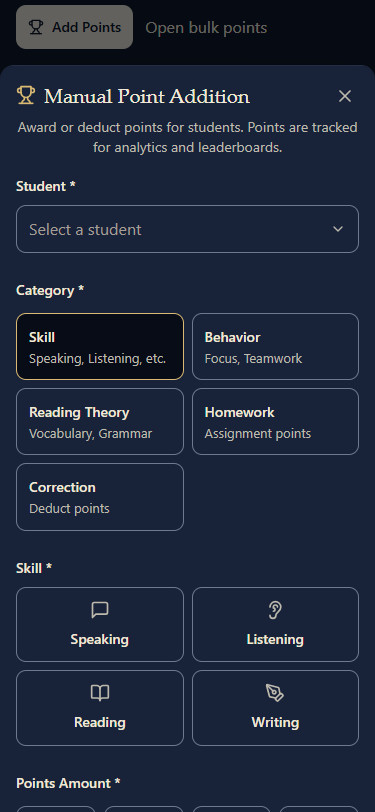 Add Points
Open bulk points
Manual Point Addition
Award or deduct points for students. Points are tracked
for analytics and leaderboards.
Student *
Select a student
Category *
Skill
Speaking, Listening, etc.
Behavior
Focus, Teamwork
Reading Theory
Vocabulary, Grammar
Homework
Assignment points
Correction
Deduct points
Skill *
Speaking
Listening
Reading
Writing
Points Amount *